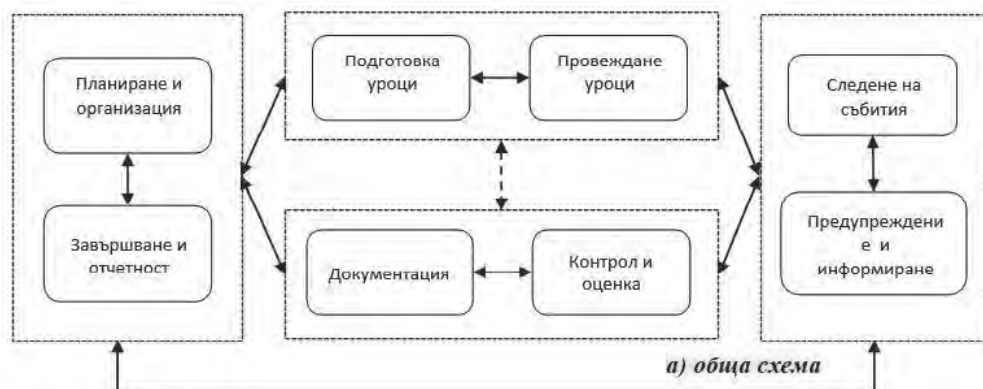 Планиране и
организация
Завършване и
отчетност
Подготовка
уроци
Провеждане
уроци
Документация
Контрол и
оценка
Следене на
събития
Предупреждени
е и
информиране
а) обща схема